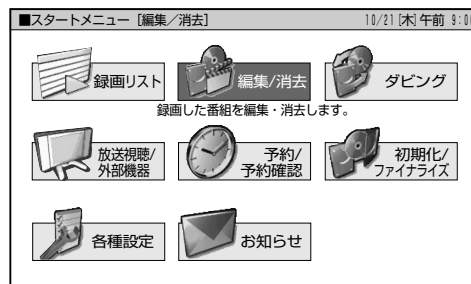 ■スタートメニュー［編集／消去］ 10/21[木]午前 9:00
録画リスト 編集/消去 ダビング
録画した番組を編集・消去します。
放送視聴/ 予約/ 初期化/
外部機器 予約確認 ファイナライズ
各種設定 お知らせ